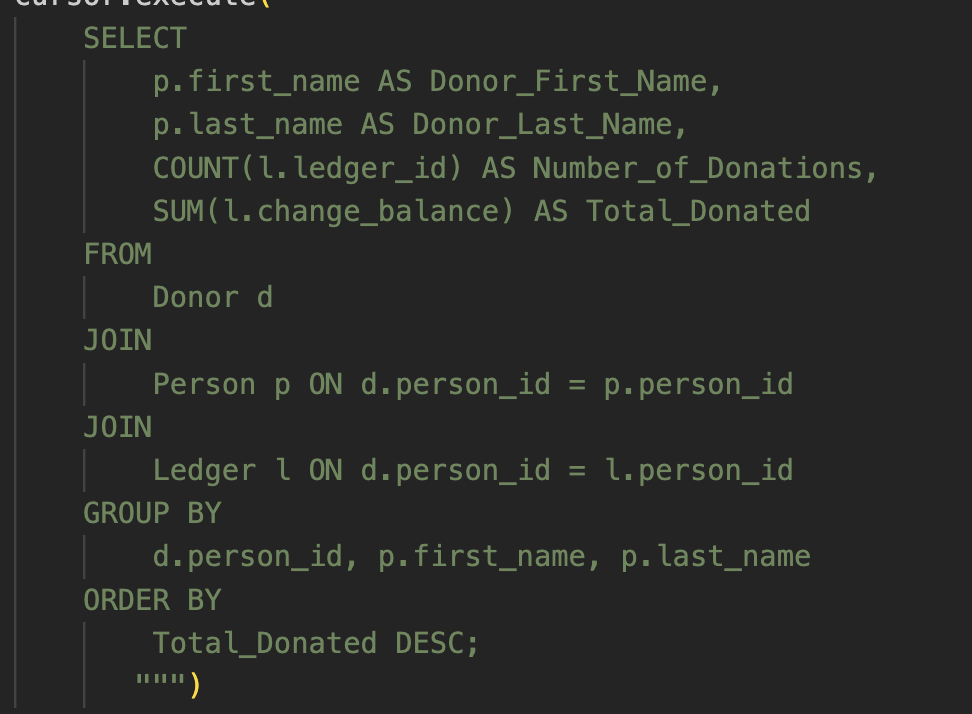 cursor.execute(
SELECT
p.first_name AS Donor_First_Name,
p.last_name AS Donor_Last_Name,
COUNT(l.ledger_id) AS Number_of_Donations,
SUM(l.change_balance) AS Total_Donated
FROM
Donor d
JOIN
Person p ON d.person_id = p.person_id
JOIN
Ledger l ON d.person_id = l.person_id
GROUP BY
d.person_id, p.first_name, p.last_name
ORDER BY
Total_Donated DESC;
""")